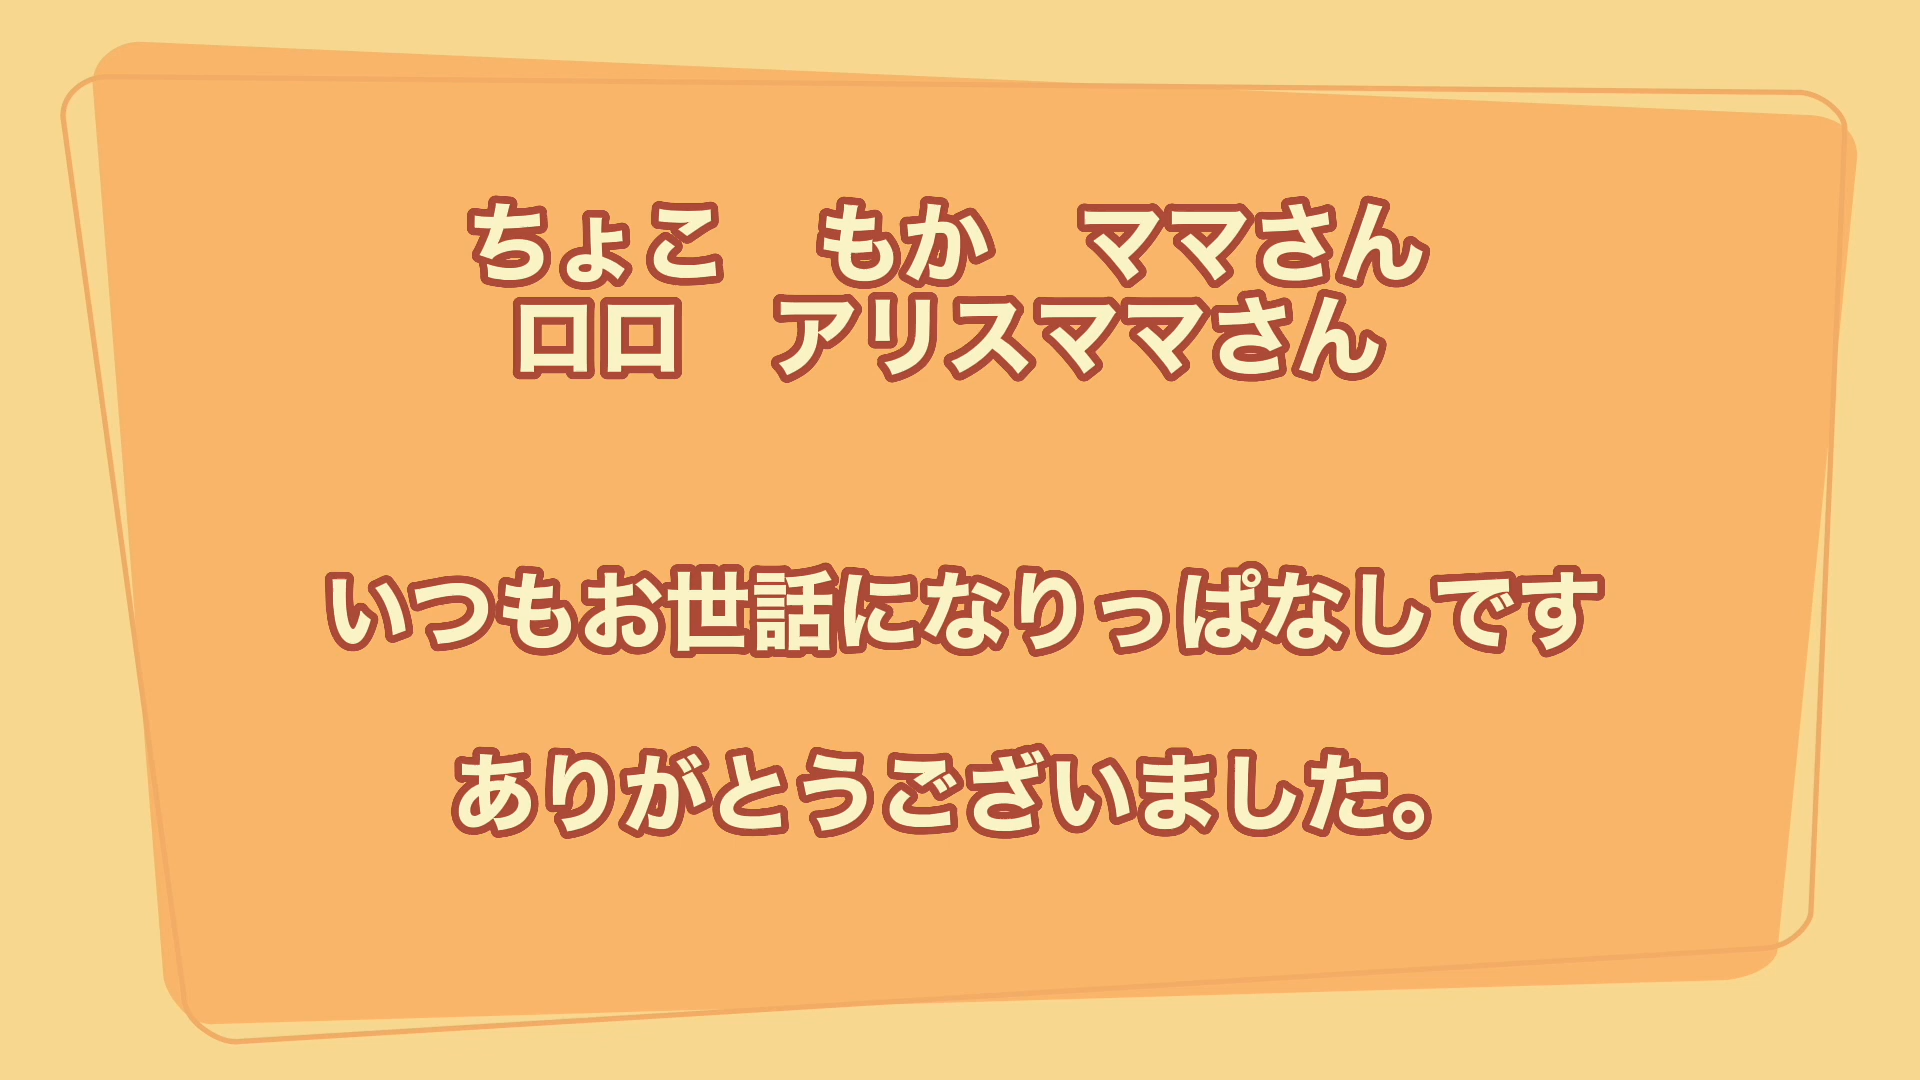 ちょこ　もか　ママさん
ロロ　アリスママさん
いつもお世話になりっぱなしです
ありがとうございました。